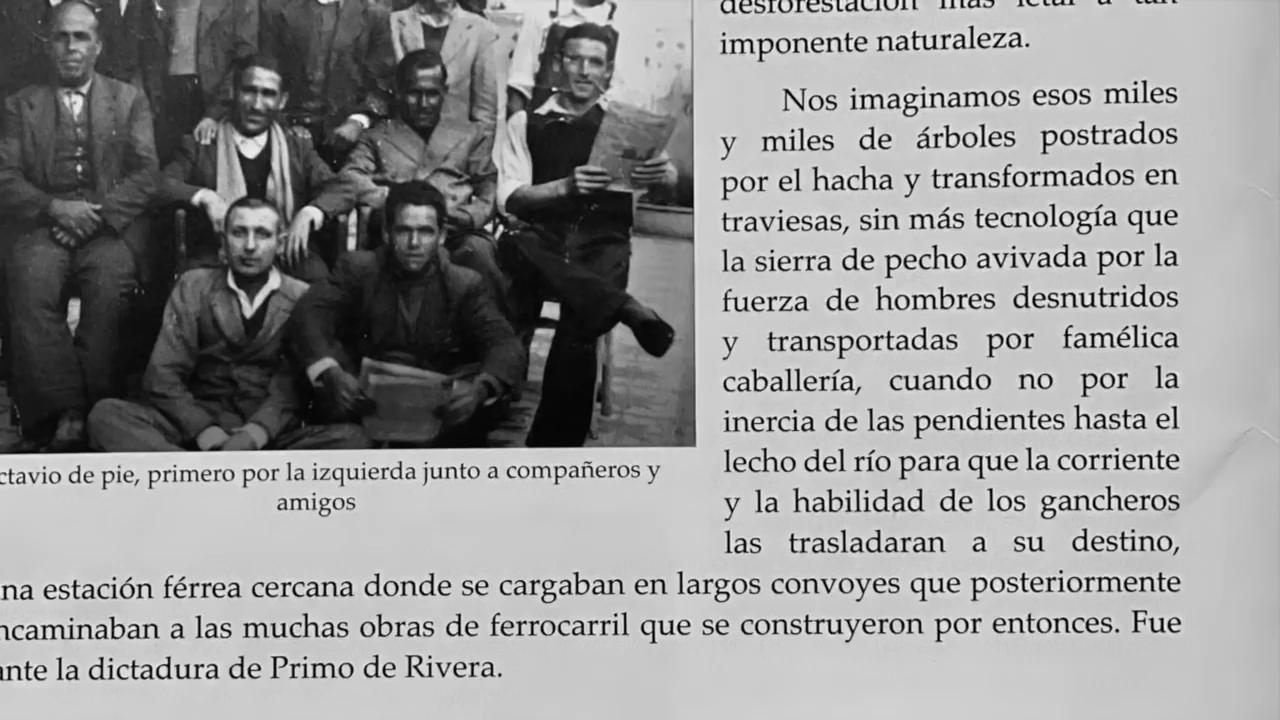 imponente naturaleza.
Nos imaginamos esos miles
y miles de árboles postrados
por el hacha y transformados en
traviesas, sin más tecnología que
la sierra de pecho avivada por la
fuerza de hombres desnutridos
y transportadas por famélica
caballería, cuando no por la
inercia de las pendientes hasta el
lecho del río para que la corriente
y la habilidad de los gancheros
las trasladaran a su destino,
estación férrea cercana donde se cargaban en largos convoyes que posteriormente
a las muchas obras de ferrocarril que se construyeron por entonces. Fue
la dictadura de Primo de Rivera.
de pie, primero por la izquierda junto a compañeros y
amigos